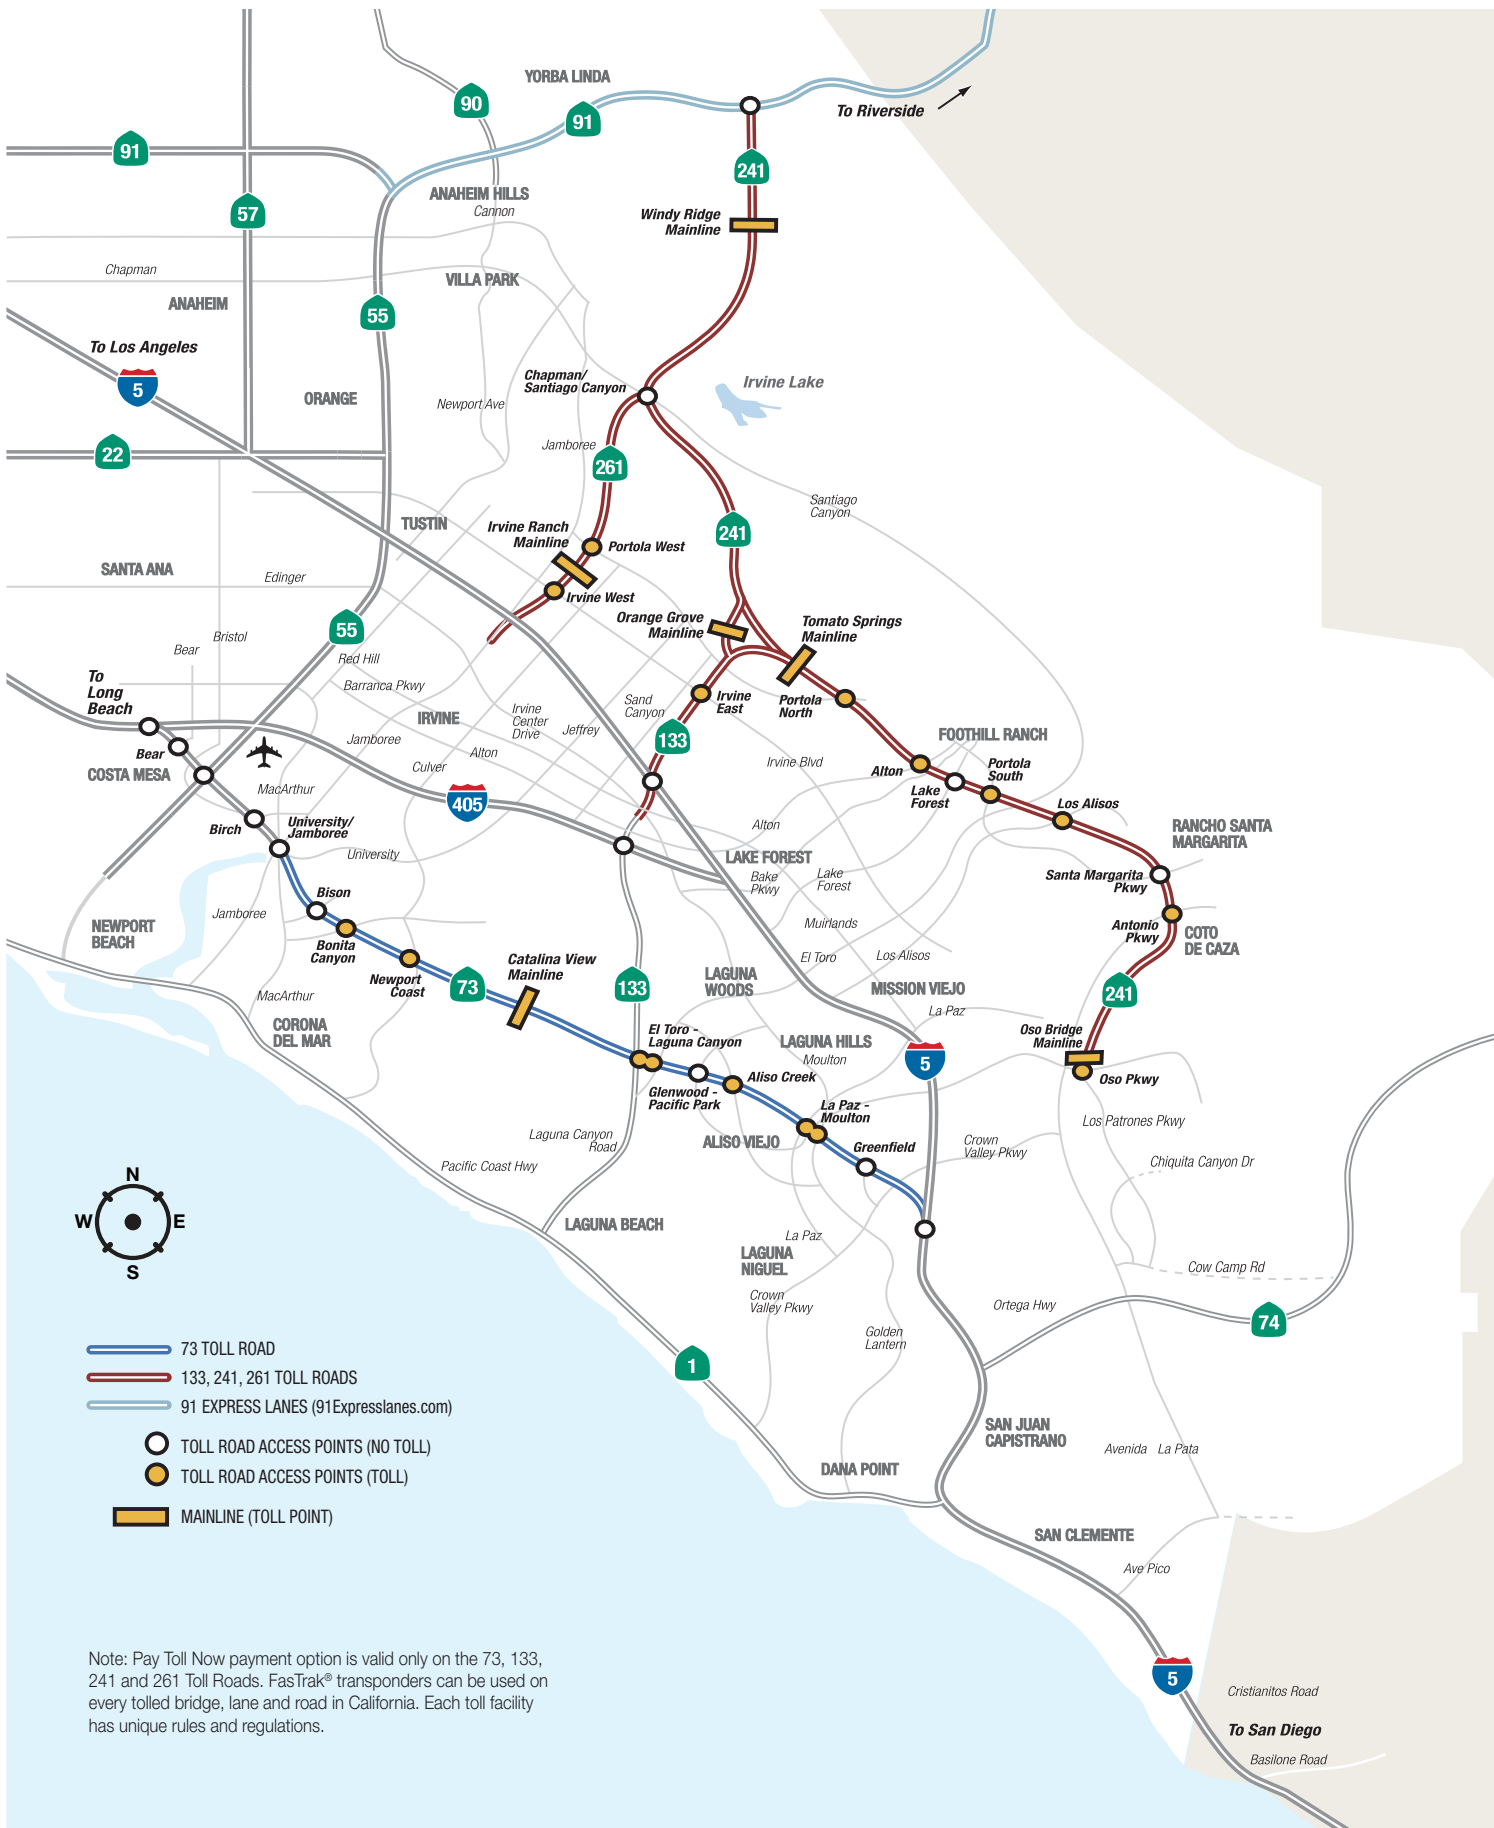 YORBA LINDA
90
91
To Riverside
91
241
57
ANAHEIM HILLS
Cannon
Windy Ridge
Mainline
Chapman
VILLA PARK
ANAHEIM
55
To Los Angeles
5
Chapman/
Santiago Canyon
Irvine Lake
ORANGE
Newport Ave
22
Jamboree
261
Santiago
Canyon
TUSTIN
Irvine Ranch
Mainline
241
Portola West
SANTA ANA
Edinger
Irvine West
Orange Grove
Mainline
Tomato Springs
Mainline
55
Bristol
Bear
Red Hill
To
Long
Beach
Barranca Pkwy
Sand
Canyon
Irvine
East
Portola
North
IRVINE
Irvine
Center
Drive
Jeffrey
133
FOOTHILL RANCH
Bear
Jamboree
Alton
Culver
Irvine Blvd
Alton
Portola
South
COSTA MESA
MacArthur
405
Lake
Forest
Los Alisos
Birch
University/
Jamboree
Alton
RANCHO SANTA
MARGARITA
University
LAKE FOREST
Bake
Pkwy
Lake
Forest
Santa Margarita
Pkwy
Bison
Jamboree
NEWPORT
BEACH
Muirlands
Antonio
Pkwy
COTO
DE CAZA
Bonita
Canyon
El Toro
Los Alisos
Catalina View
Mainline
Newport
Coast
73
133
LAGUNA
WOODS
MISSION VIEJO
241
MacArthur
La Paz
CORONA
DEL MAR
El Toro -
Laguna Canyon
LAGUNA HILLS
Moulton
5
Oso Bridge
Mainline
Aliso Creek
Oso Pkwy
Glenwood -
Pacific Park
La Paz -
Moulton
Los Patrones Pkwy
Laguna Canyon
Road
ALISO VIEJO
Greenfield
Crown
Valley Pkwy
Pacific Coast Hwy
Chiquita Canyon Dr
N
W
E
S
LAGUNA BEACH
La Paz
LAGUNA
NIGUEL
Cow Camp Rd
Crown
Valley Pkwy
Ortega Hwy
74
Golden
Lantern
73 TOLL ROAD
1
133, 241, 261 TOLL ROADS
91 EXPRESS LANES (91Expresslanes.com)
SAN JUAN
CAPISTRANO
TOLL ROAD ACCESS POINTS (NO TOLL)
Avenida La Pata
TOLL ROAD ACCESS POINTS (TOLL)
DANA POINT
MAINLINE (TOLL POINT)
SAN CLEMENTE
Ave Pico
Note: Pay Toll Now payment option is valid only on the 73, 133,
241 and 261 Toll Roads. FasTrak® transponders can be used on
every tolled bridge, lane and road in California. Each toll facility
has unique rules and regulations.
5
Cristianitos Road
To San Diego
Basilone Road